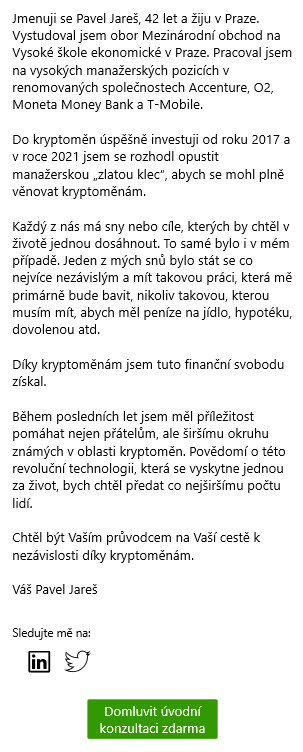 Jmenuji se Pavel Jareš, 42 let a žiju v Praze.
Vystudoval jsem obor Mezinárodní obchod na
Vysoké škole ekonomické v Praze. Pracoval jsem
na vysokých manažerských pozicích v
renomovaných společnostech Accenture, O2,
Moneta Money Bank a T-Mobile.

Do kryptoměn úspěšně investuji od roku 2017 a
v roce 2021 jsem se rozhodl opustit
manažerskou „zlatou klec“, abych se mohl plně
věnovat kryptoměnám.

Každý z nás má sny nebo cíle, kterých by chtěl v
životě jednou dosáhnout. To samé bylo i v mém
případě. Jeden z mých snů bylo stát se co
nejvíce nezávislým a mít takovou práci, která mě
primárně bude bavit, nikoliv takovou, kterou
musím mít, abych měl peníze na jídlo, hypotéku,
dovolenou atd.

Díky kryptoměnám jsem tuto finanční svobodu
získal.

Během posledních let jsem měl příležitost
pomáhat nejen přátelům, ale širšímu okruhu
známých v oblasti kryptoměn. Povědomí o této
revoluční technologii, která se vyskytne jednou
za život, bych chtěl předat co nejširšímu počtu
lidí.

Chtěl být Vaším průvodcem na Vaší cestě k
nezávislosti díky kryptoměnám.

Váš Pavel Jareš

Sledujte mě na:
in
Domluvit úvodní
konzultaci zdarma